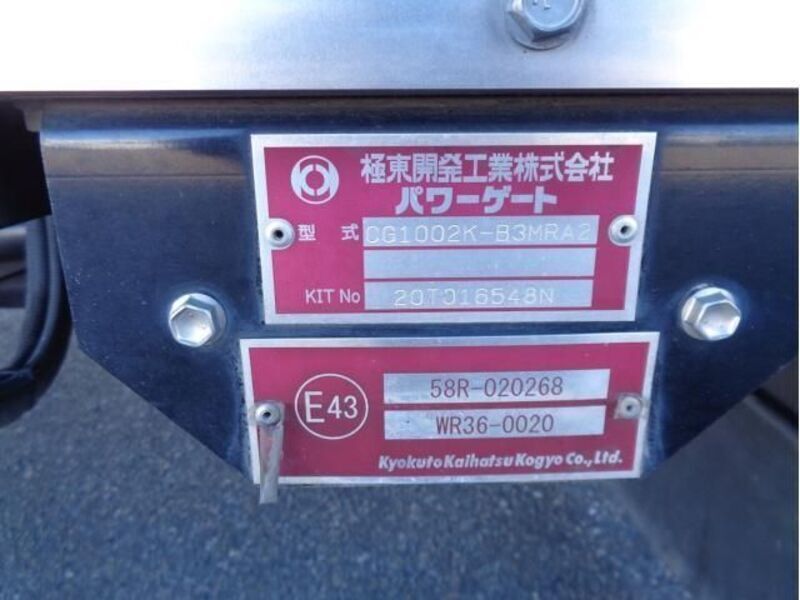 極東開発工業株式会社
パワーゲート
型式 CG1002K-B3MRA2
KIT No 20T016548N
E43
58R-020268
WR36-0020
Kyokuto Kaihatsu Kogyo Co., Ltd.